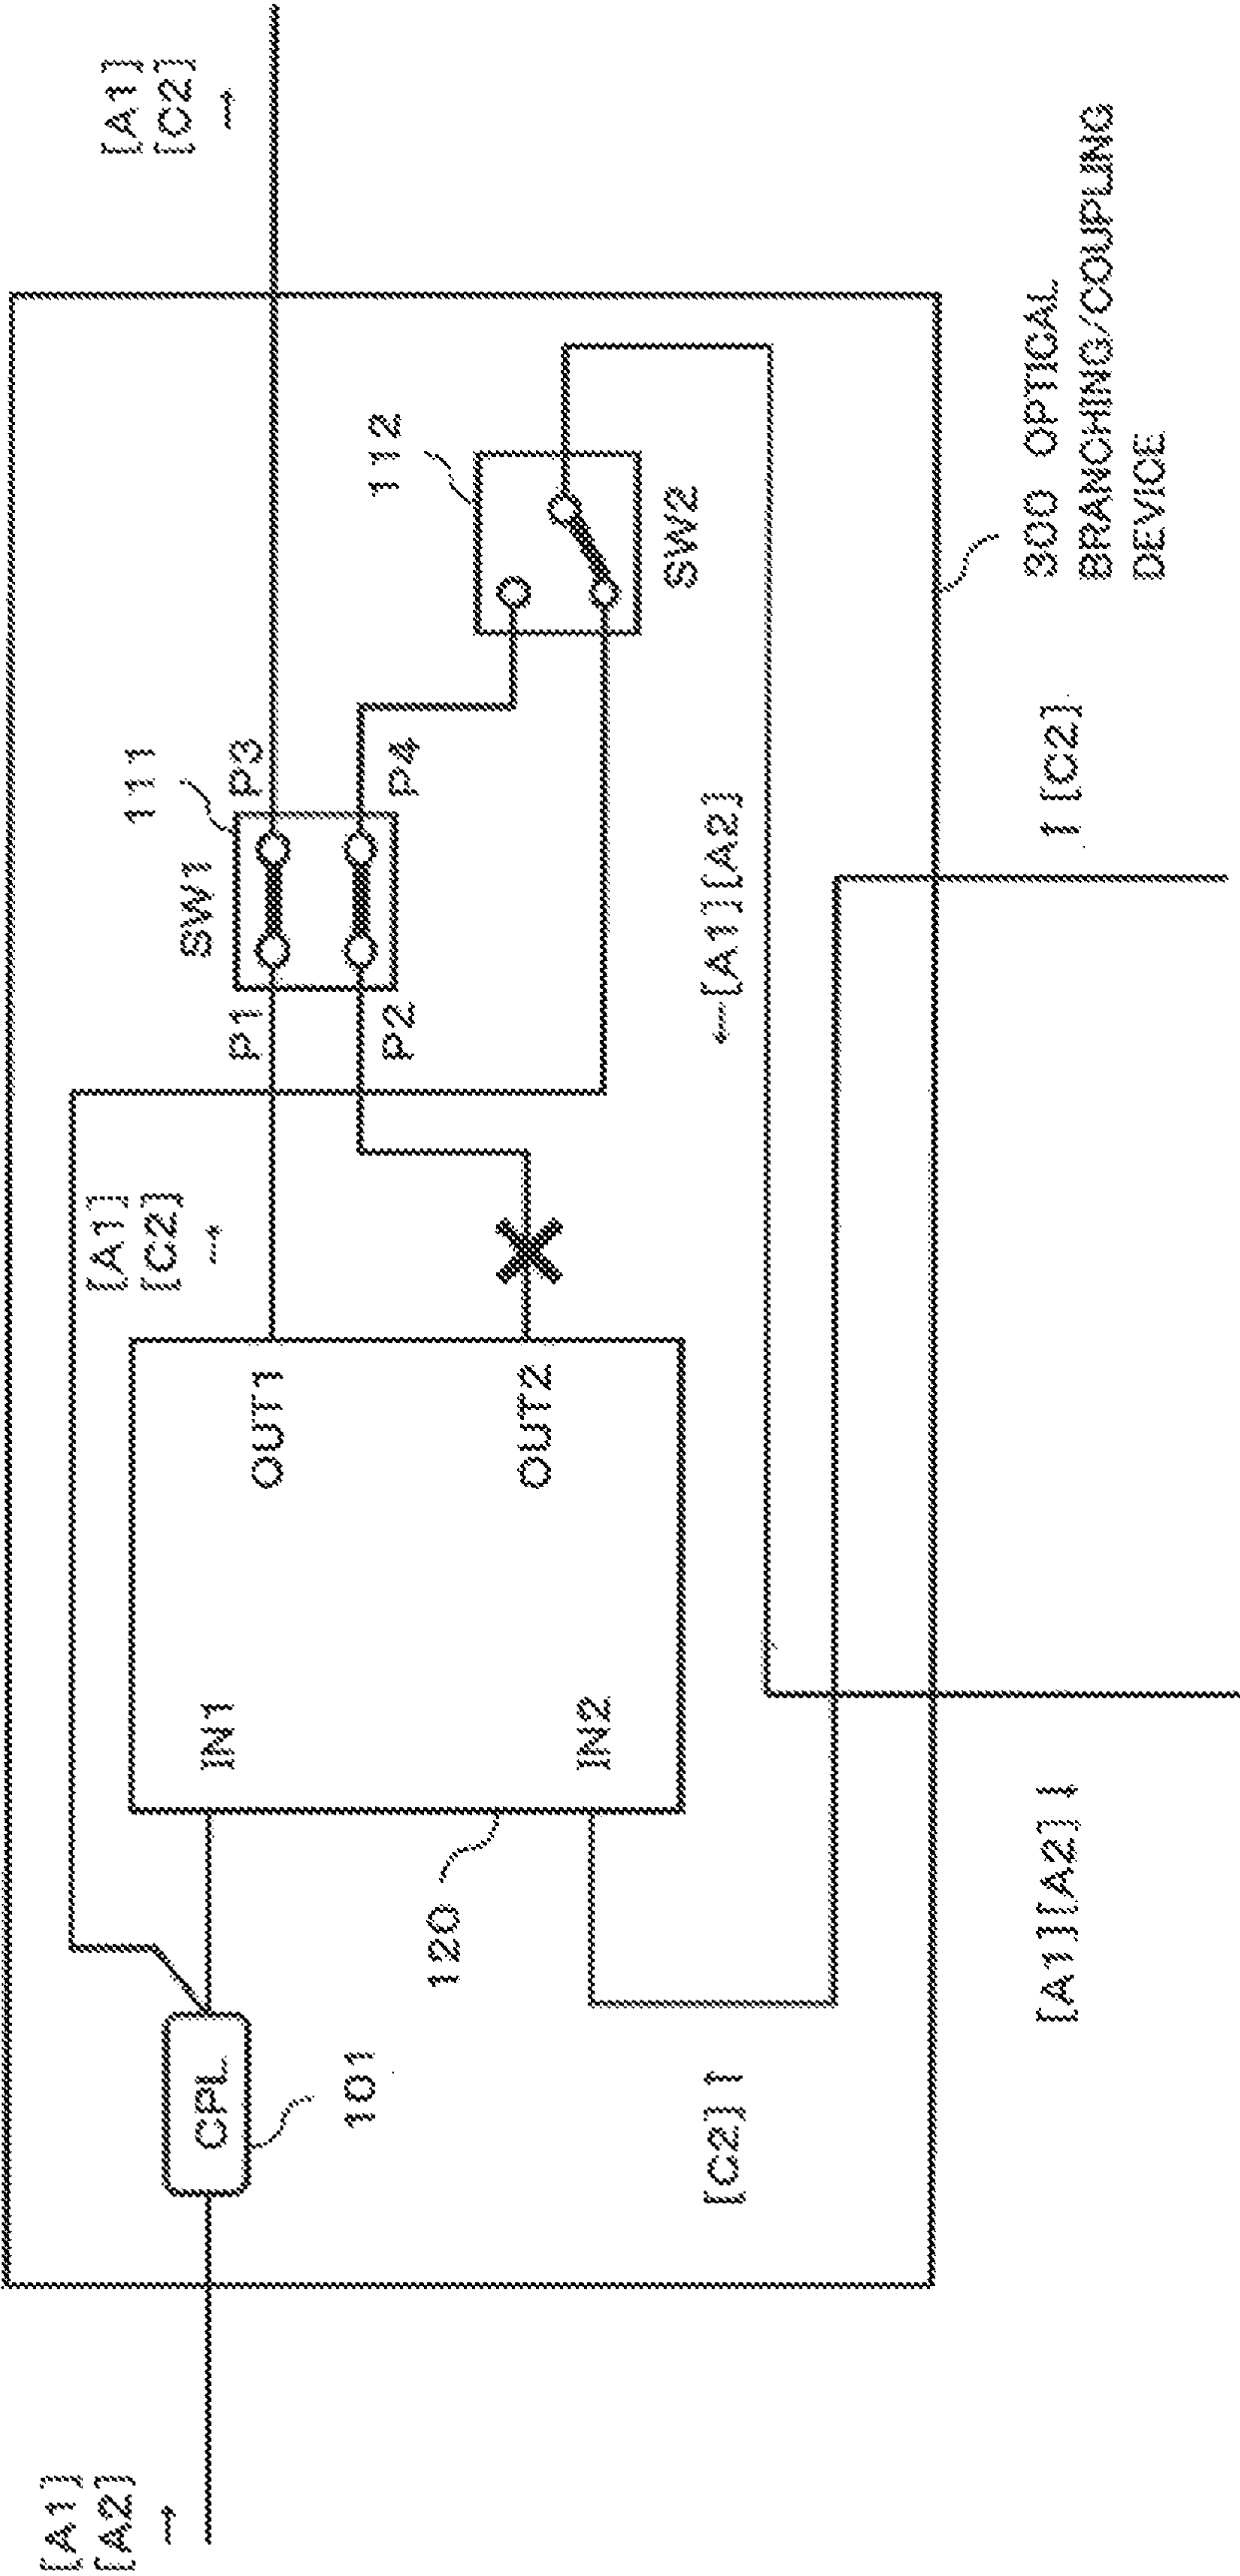 [A1]
[A2]
→
CPL
101
120
IN1
IN2
OUT1
OUT2
[A1]
[C2]
→
SW1
111
P1
P2
P3
P4
112
SW2
[A1]
[C2]
→
←[A1][A2]
[C2]↑
[A1][A2]↓
↑[C2]
300 OPTICAL
BRANCHING/COUPLING
DEVICE